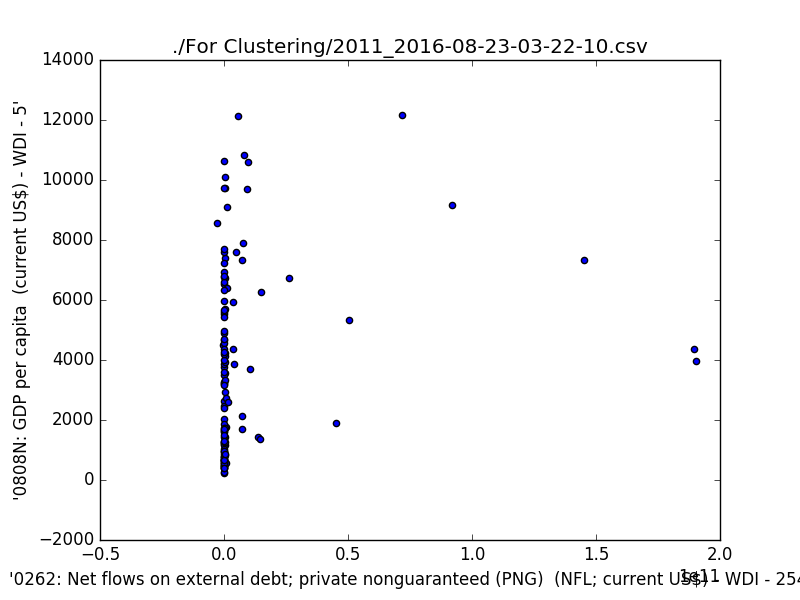 ./For Clustering/2011_2016-08-23-03-22-10.csv
'0808N: GDP per capita  (current US$) - WDI - 5'
14000
12000
10000
8000
6000
4000
2000
0
−2000
−0.5 0.0 0.5 1.0 1.5 2.0
1e11
'0262: Net flows on external debt; private nonguaranteed (PNG)  (NFL; current US$) - WDI - 254